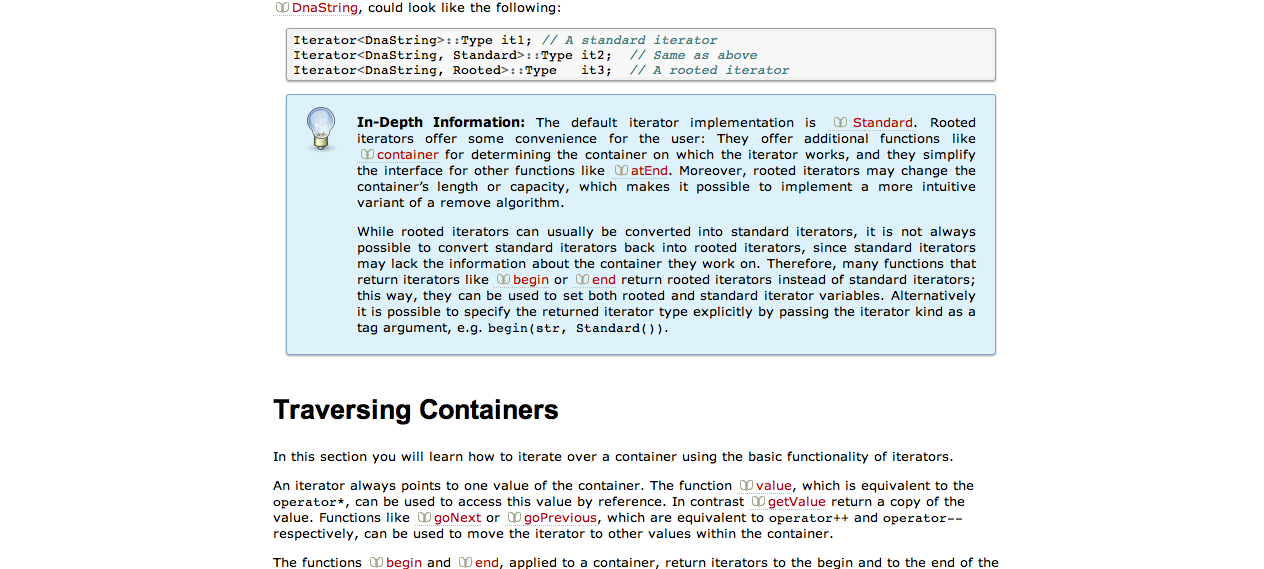 DnaString, could look like the following:
Iterator<DnaString>::Type it1; // A standard iterator
Iterator<DnaString, Standard>::Type it2;  // Same as above
Iterator<DnaString, Rooted>::Type   it3;  // A rooted iterator
In-Depth Information: The default iterator implementation is Standard. Rooted
iterators offer some convenience for the user: They offer additional functions like
container for determining the container on which the iterator works, and they simplify
the interface for other functions like atEnd. Moreover, rooted iterators may change the
container’s length or capacity, which makes it possible to implement a more intuitive
variant of a remove algorithm.
While rooted iterators can usually be converted into standard iterators, it is not always
possible to convert standard iterators back into rooted iterators, since standard iterators
may lack the information about the container they work on. Therefore, many functions that
return iterators like begin or end return rooted iterators instead of standard iterators;
this way, they can be used to set both rooted and standard iterator variables. Alternatively
it is possible to specify the returned iterator type explicitly by passing the iterator kind as a
tag argument, e.g. begin(str, Standard()).
Traversing Containers
In this section you will learn how to iterate over a container using the basic functionality of iterators.
An iterator always points to one value of the container. The function value, which is equivalent to the
operator*, can be used to access this value by reference. In contrast getValue return a copy of the
value. Functions like goNext or goPrevious, which are equivalent to operator++ and operator--
respectively, can be used to move the iterator to other values within the container.
The functions begin and end, applied to a container, return iterators to the begin and to the end of the